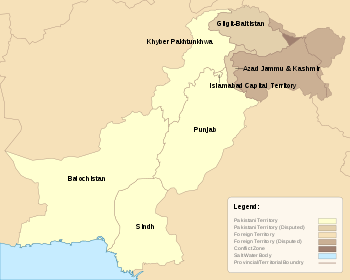 Gilgit-Baltistan
Khyber Pakhtunkhwa
Azad Jammu & Kashmir
Islamabad Capital Territory
Punjab
Balochistan
Sindh
Legend:
Pakistani Territory
Pakistani Territory (Disputed)
Foreign Territory
Foreign Territory (Disputed)
Conflict Zone
Salt Water Body
Provincial/Territorial Boundary